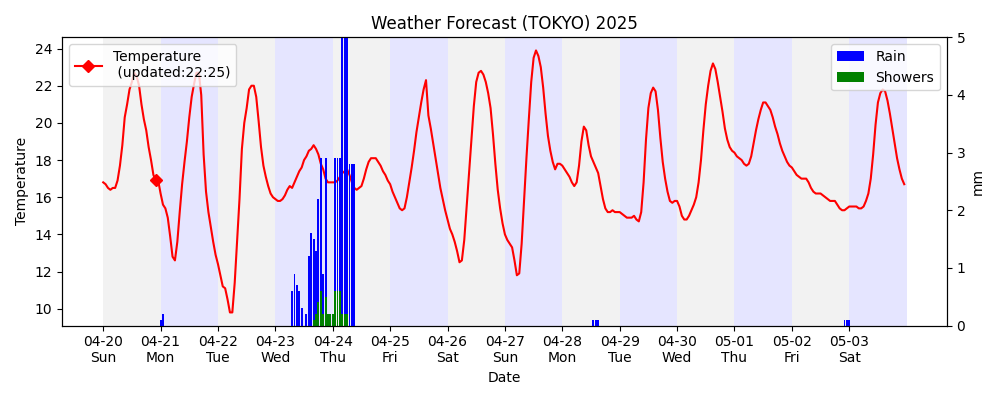 Weather Forecast (TOKYO) 2025
Temperature
(updated:22:25)
Rain
Showers
Temperature
24
22
20
18
16
14
12
10
5
4
3
2
1
0
mm
04-20 04-21 04-22 04-23 04-24 04-25 04-26 04-27 04-28 04-29 04-30 05-01 05-02 05-03
Sun Mon Tue Wed Thu Fri Sat Sun Mon Tue Wed Thu Fri Sat
Date